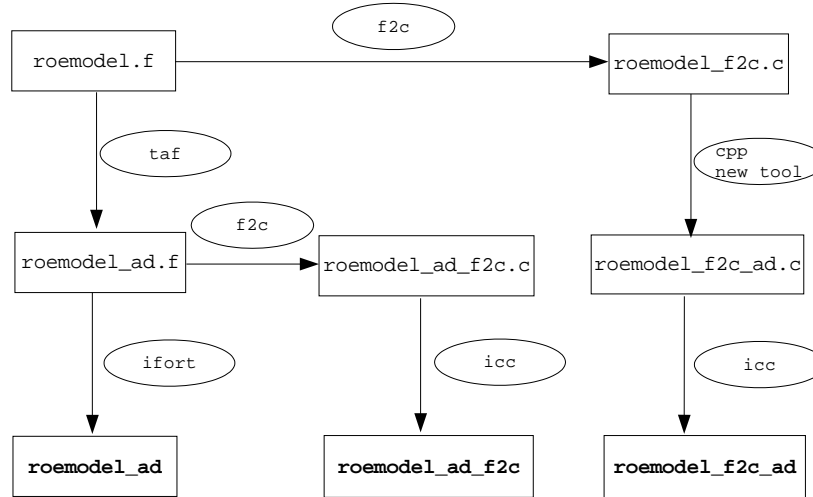 f2c
roemodel.f
roemodel_f2c.c
taf
cpp
new tool
f2c
roemodel_ad.f
roemodel_ad_f2c.c
roemodel_f2c_ad.c
ifort
icc
icc
roemodel_ad
roemodel_ad_f2c
roemodel_f2c_ad